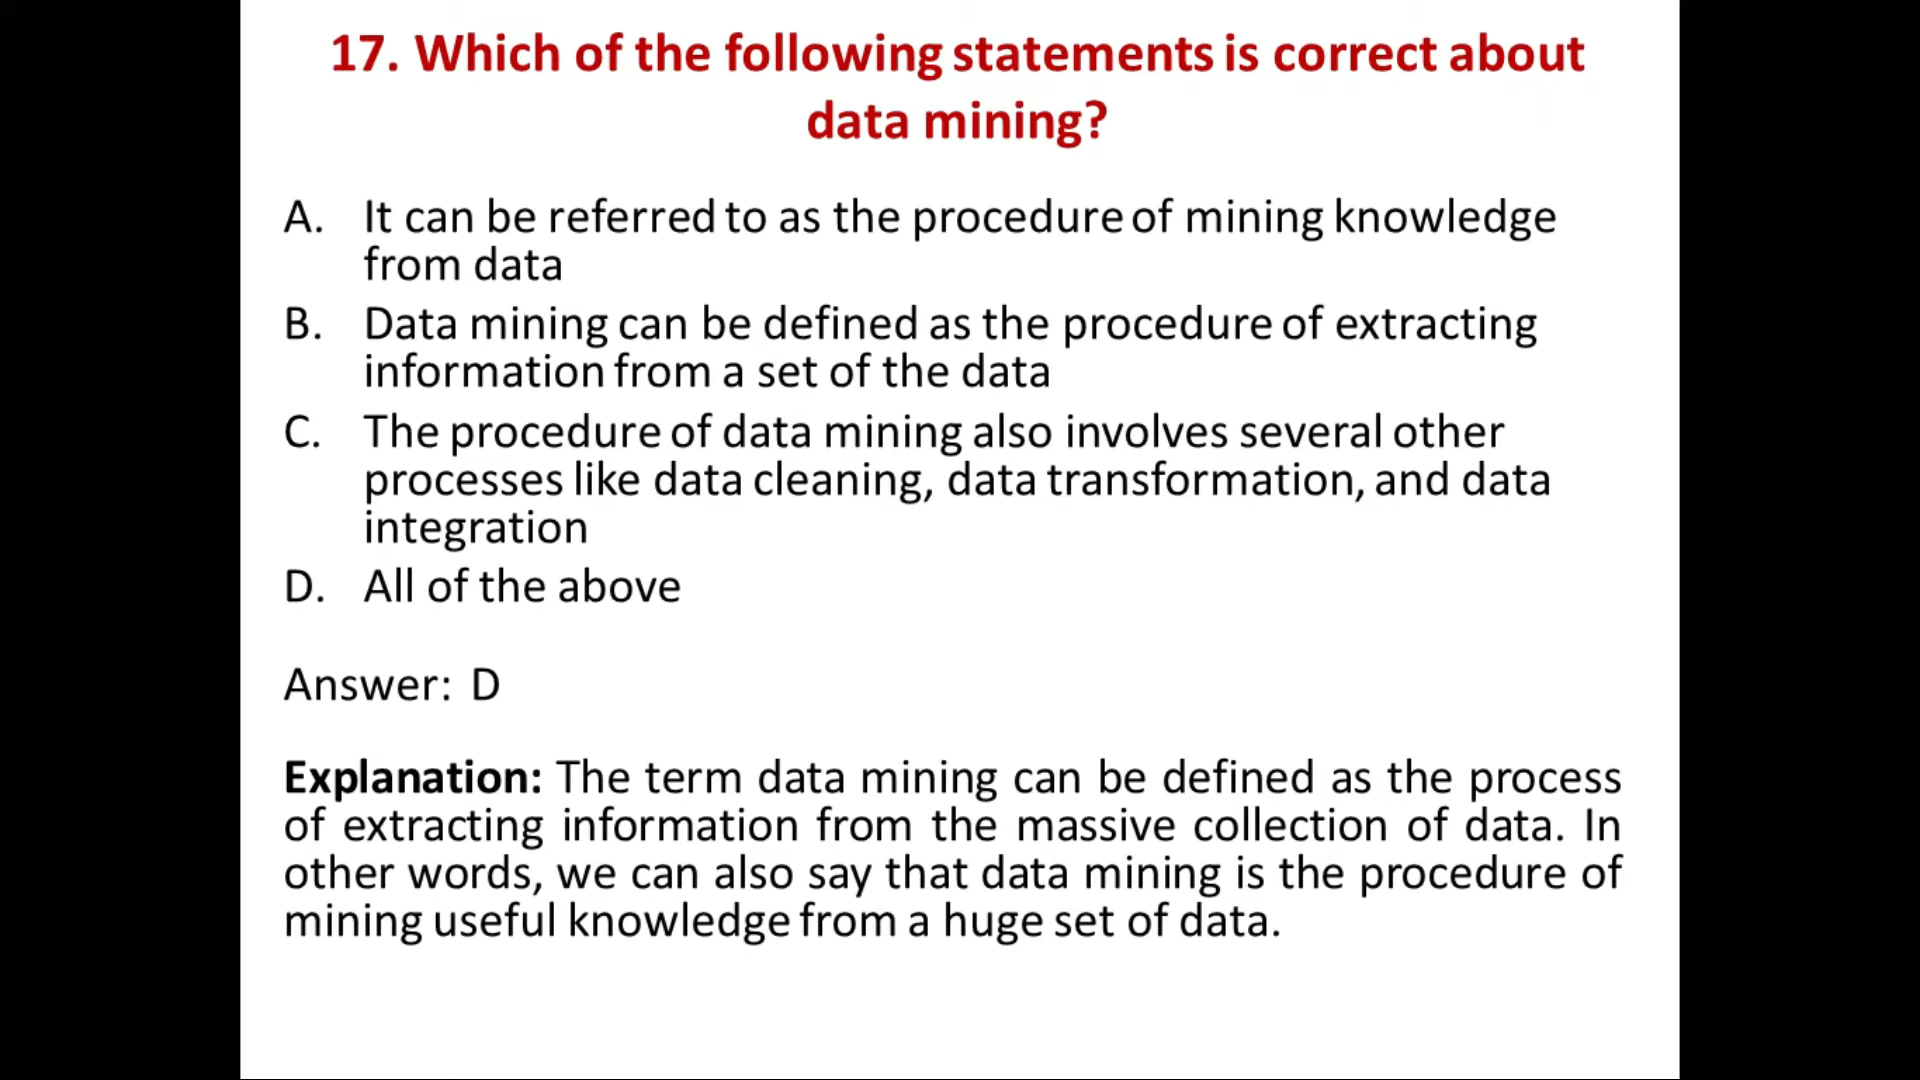 17. Which of the following statements is correct about
data mining?
A. It can be referred to as the procedure of mining knowledge
from data
B. Data mining can be defined as the procedure of extracting
information from a set of the data
C. The procedure of data mining also involves several other
processes like data cleaning, data transformation, and data
integration
D. All of the above
Answer: D
Explanation: The term data mining can be defined as the process
of extracting information from the massive collection of data. In
other words, we can also say that data mining is the procedure of
mining useful knowledge from a huge set of data.